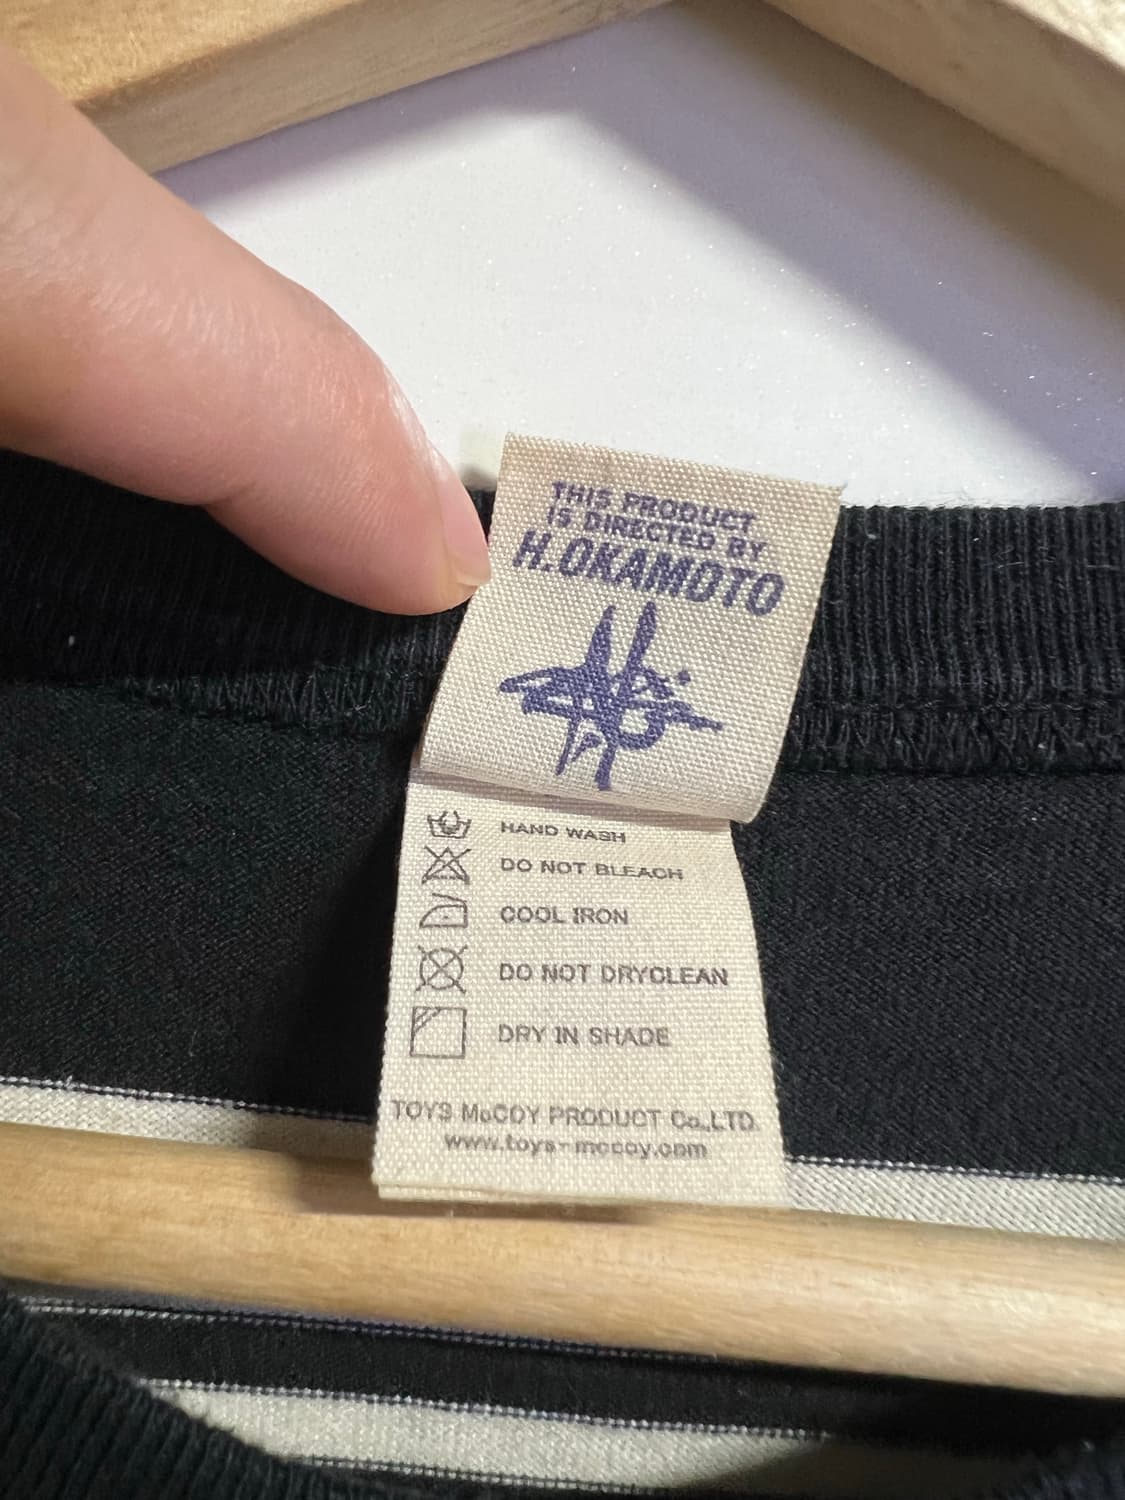 THIS PRODUCT
IS DIRECTED BY
H.OKAMOTO
HAND WASH
DO NOT BLEACH
COOL IRON
DO NOT DRYCLEAN
DRY IN SHADE
TOYS McCOY PRODUCT Co.,LTD.
www.toys-mccoy.com